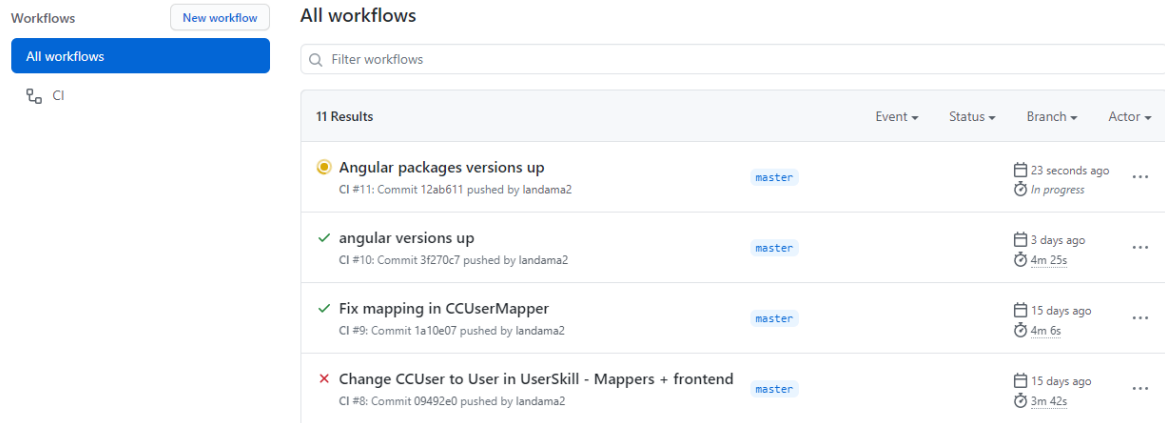 Workflows
New workflow
All workflows
CI
All workflows
Filter workflows
11 Results
Event
Status
Branch
Actor
Angular packages versions up
CI #11: Commit 12ab611 pushed by landama2
master
23 seconds ago
In progress
angular versions up
CI #10: Commit 3f270c7 pushed by landama2
master
3 days ago
4m 25s
Fix mapping in CCUserMapper
CI #9: Commit 1a10e07 pushed by landama2
master
15 days ago
4m 6s
Change CCUser to User in UserSkill - Mappers + frontend
CI #8: Commit 09492e0 pushed by landama2
master
15 days ago
3m 42s